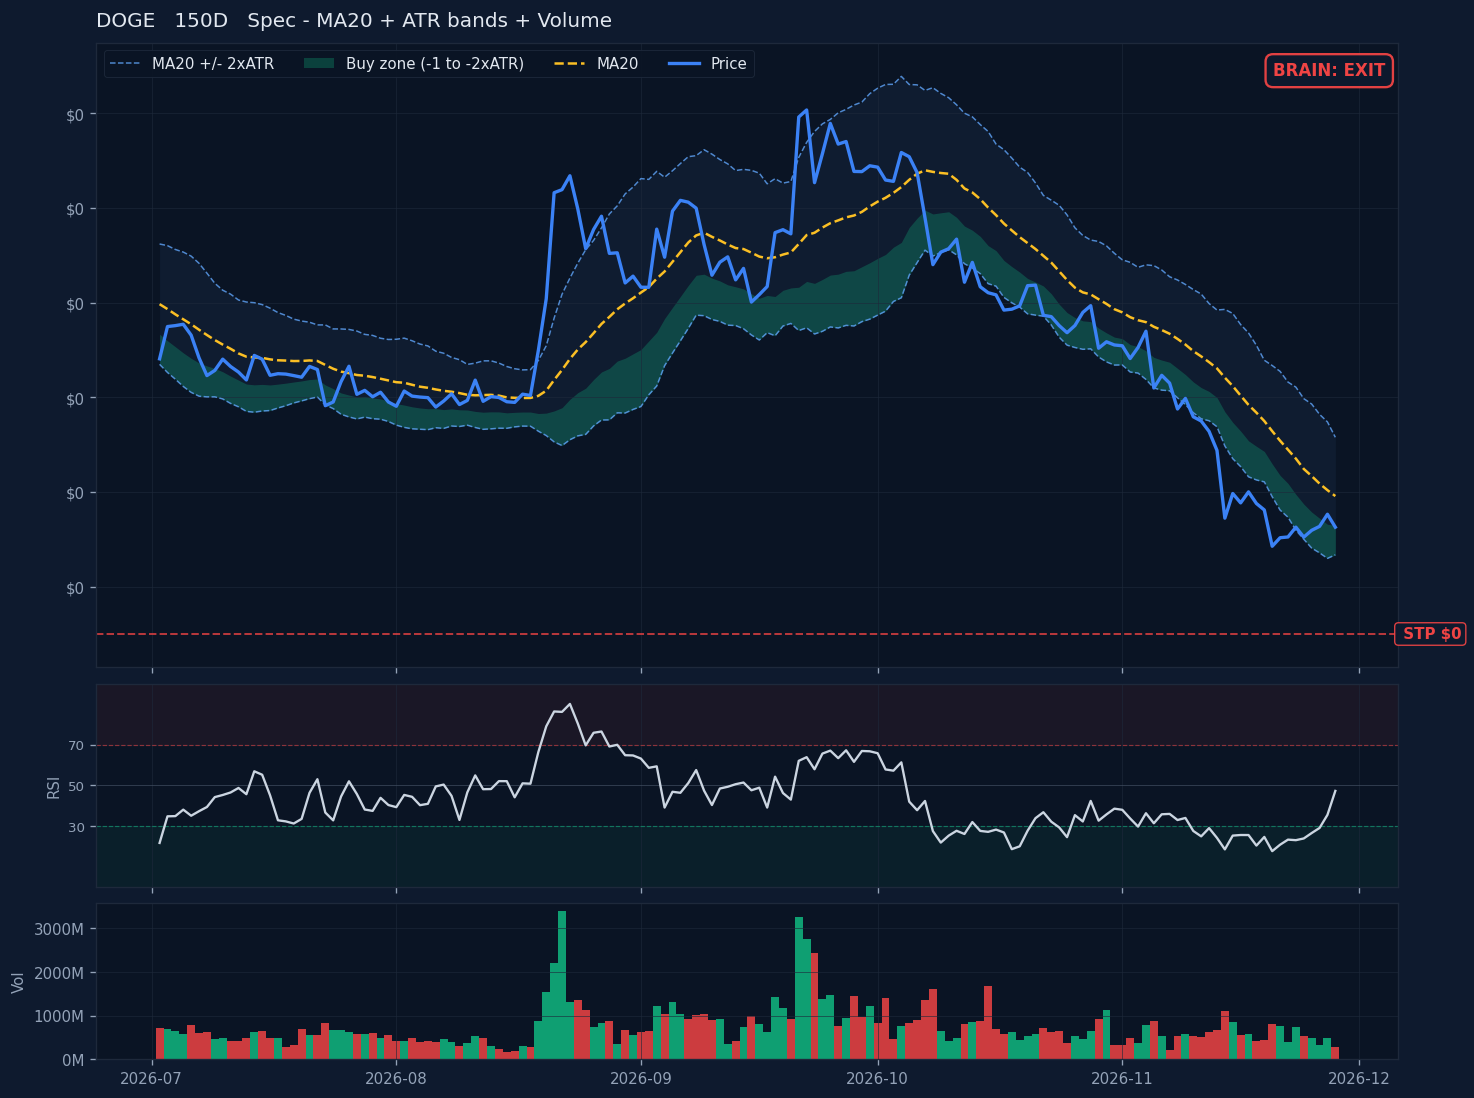 DOGE   150D   Spec - MA20 + ATR bands + Volume
MA20 +/- 2xATR
Buy zone (-1 to -2xATR)
MA20
Price
BRAIN: EXIT
$0
$0
$0
$0
$0
$0
STP $0
RSI
70
50
30
Vol
3000M
2000M
1000M
0M
2026-07
2026-08
2026-09
2026-10
2026-11
2026-12